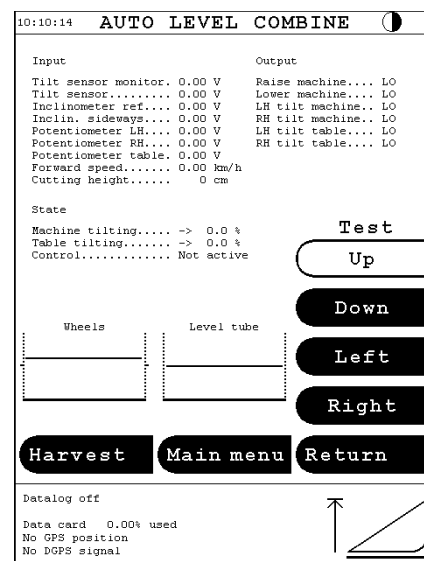 10:10:14 AUTO LEVEL COMBINE
Input
Tilt sensor monitor. 0.00 V
Tilt sensor......... 0.00 V
Inclinometer ref.... 0.00 V
Inclin. sideways.... 0.00 V
Potentiometer LH.... 0.00 V
Potentiometer RH.... 0.00 V
Potentiometer table. 0.00 V
Forward speed....... 0.00 km/h
Cutting height...... 0 cm
Output
Raise machine.... LO
Lower machine.... LO
LH tilt machine.. LO
RH tilt machine.. LO
LH tilt table.... LO
RH tilt table.... LO
State
Machine tilting..... -> 0.0 %
Table tilting....... -> 0.0 %
Control............. Not active
Test
Up
Down
Left
Right
Wheels
Level tube
Harvest
Main menu
Return
Datalog off
Data card 0.00% used
No GPS position
No DGPS signal